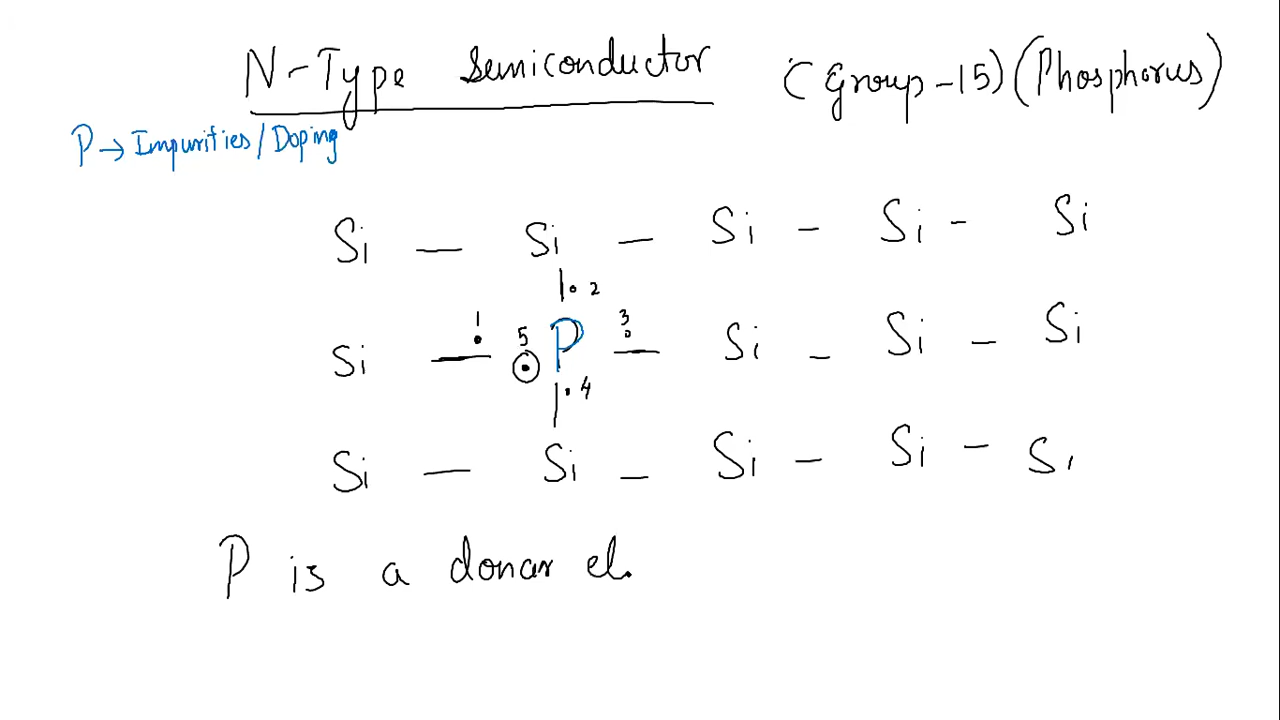 N-Type Semiconductor (Group-15) (Phosphorus)
P → Impurities / Doping
Si — Si — Si - Si - Si
2
1 5 P 3
Si — Si - Si - Si
4
Si — Si - Si - Si - Si
P is a donar el.